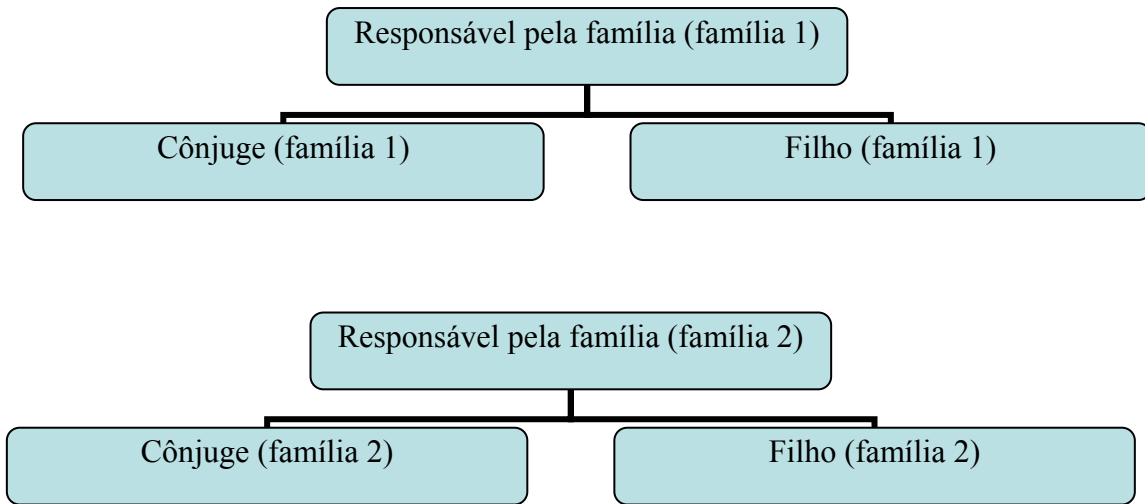 Responsável pela família (família 1)
Cônjuge (família 1)
Filho (família 1)
Responsável pela família (família 2)
Cônjuge (família 2)
Filho (família 2)